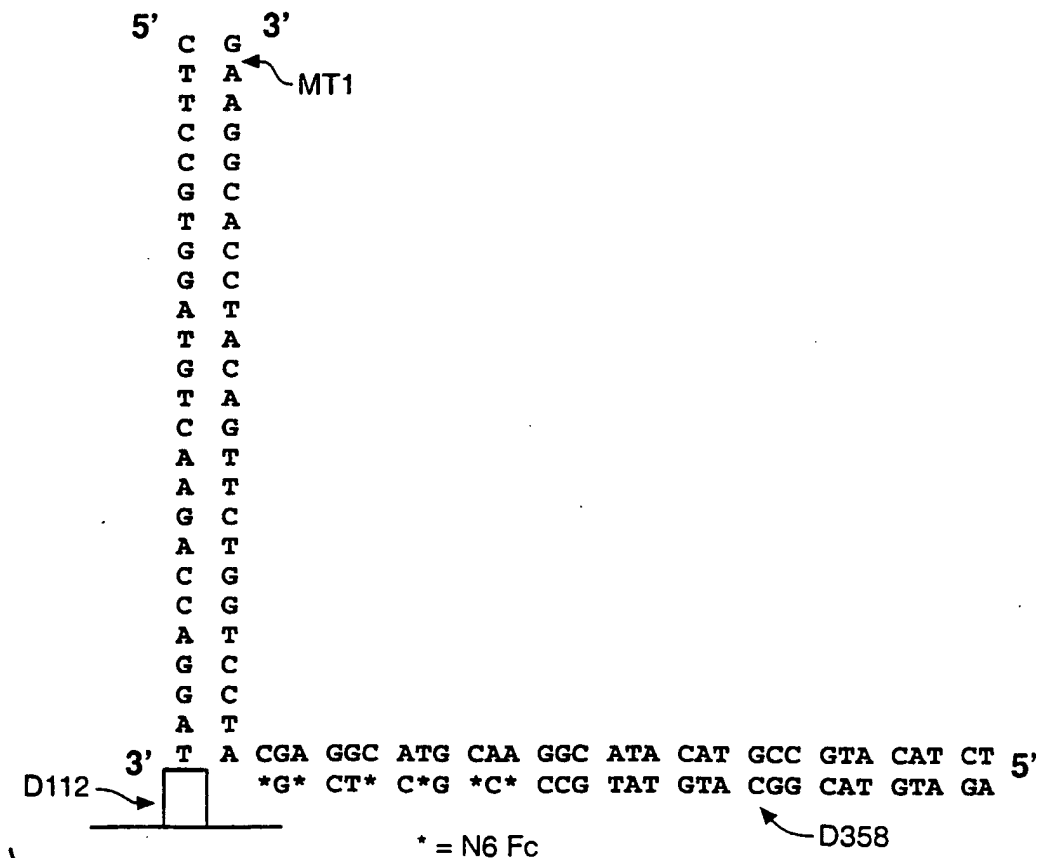 5' 3'
C G
T A
MT1
T A
C G
C G
G C
T A
G C
G C
A T
T A
G C
T A
C G
A T
A T
G C
A T
C G
C G
A T
G C
G C
A T
3' T A CGA GGC ATG CAA GGC ATA CAT GCC GTA CAT CT 5'
*G* CT* C*G *C* CCG TAT GTA CGG CAT GTA GA
D112
D358
* = N6 Fc